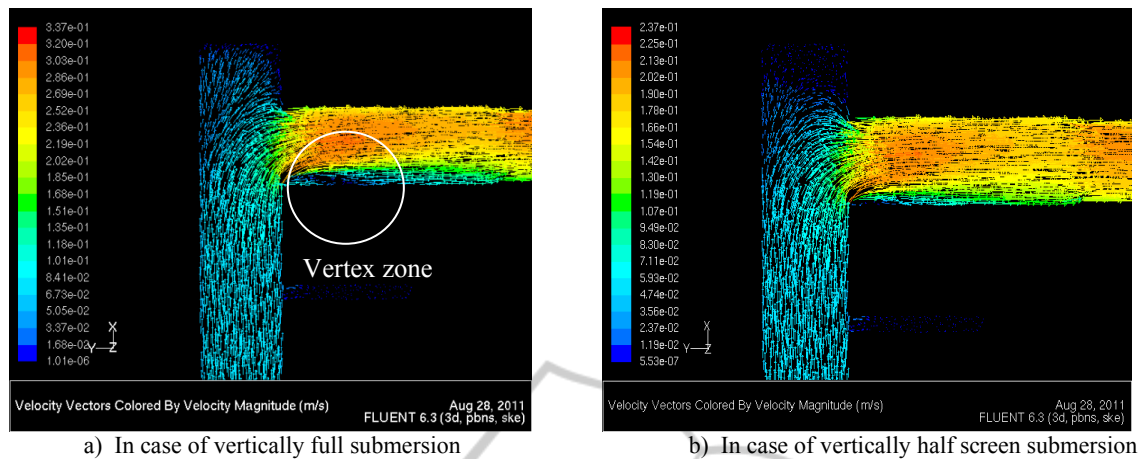 3.37e-01
3.20e-01
3.03e-01
2.86e-01
2.69e-01
2.52e-01
2.36e-01
2.19e-01
2.02e-01
1.85e-01
1.68e-01
1.51e-01
1.35e-01
1.18e-01
1.01e-01
8.41e-02
6.73e-02
5.05e-02
3.37e-02
1.68e-02
1.01e-06
X
Y
Z
Vertex zone
Velocity Vectors Colored By Velocity Magnitude (m/s)
Aug 28, 2011
FLUENT 6.3 (3d, pbns, ske)
a) In case of vertically full submersion
2.37e-01
2.25e-01
2.13e-01
2.02e-01
1.90e-01
1.78e-01
1.66e-01
1.54e-01
1.42e-01
1.30e-01
1.19e-01
1.07e-01
9.49e-02
8.30e-02
7.11e-02
5.93e-02
4.74e-02
3.56e-02
2.37e-02
1.19e-02
5.53e-07
X
Y
Z
Velocity Vectors Colored By Velocity Magnitude (m/s)
Aug 28, 2011
FLUENT 6.3 (3d, pbns, ske)
b) In case of vertically half screen submersion